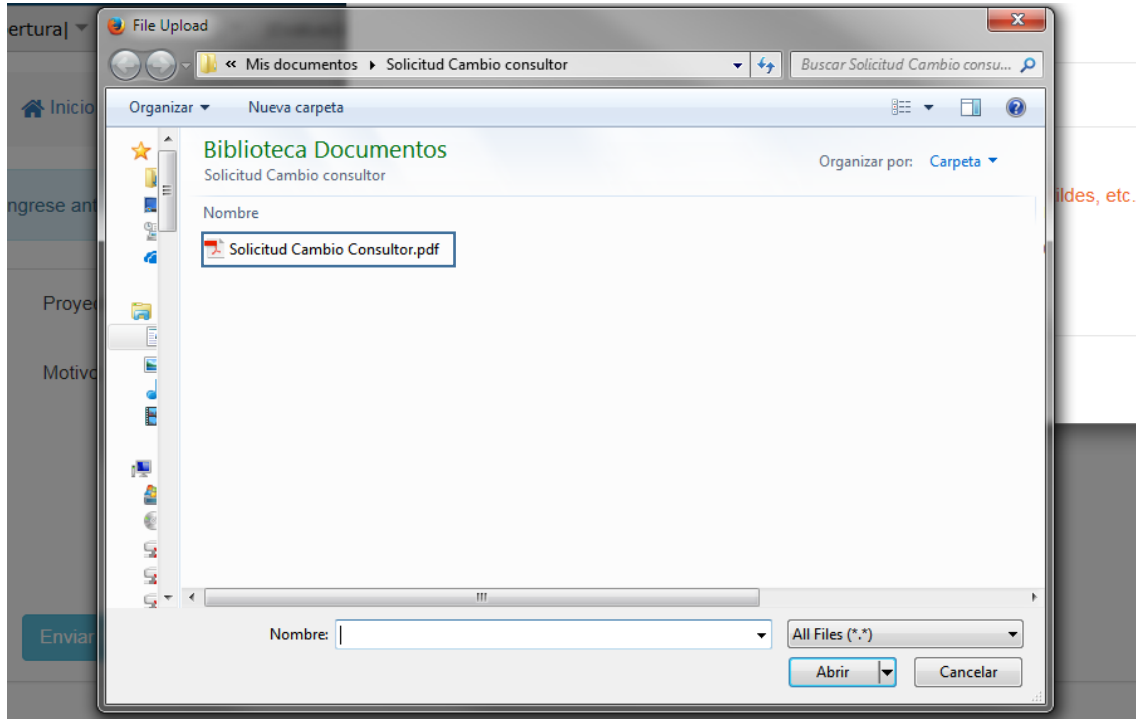 ertura|
File Upload
Inicio
« Mis documentos ▸ Solicitud Cambio consultor
Buscar Solicitud Cambio consu...
Organizar
Nueva carpeta
Biblioteca Documentos
Solicitud Cambio consultor
Organizar por: Carpeta
ngrese ant
ildes, etc.
Nombre
Solicitud Cambio Consultor.pdf
Proye
Motivo
Enviar
Nombre:
All Files (*.*)
Abrir
Cancelar